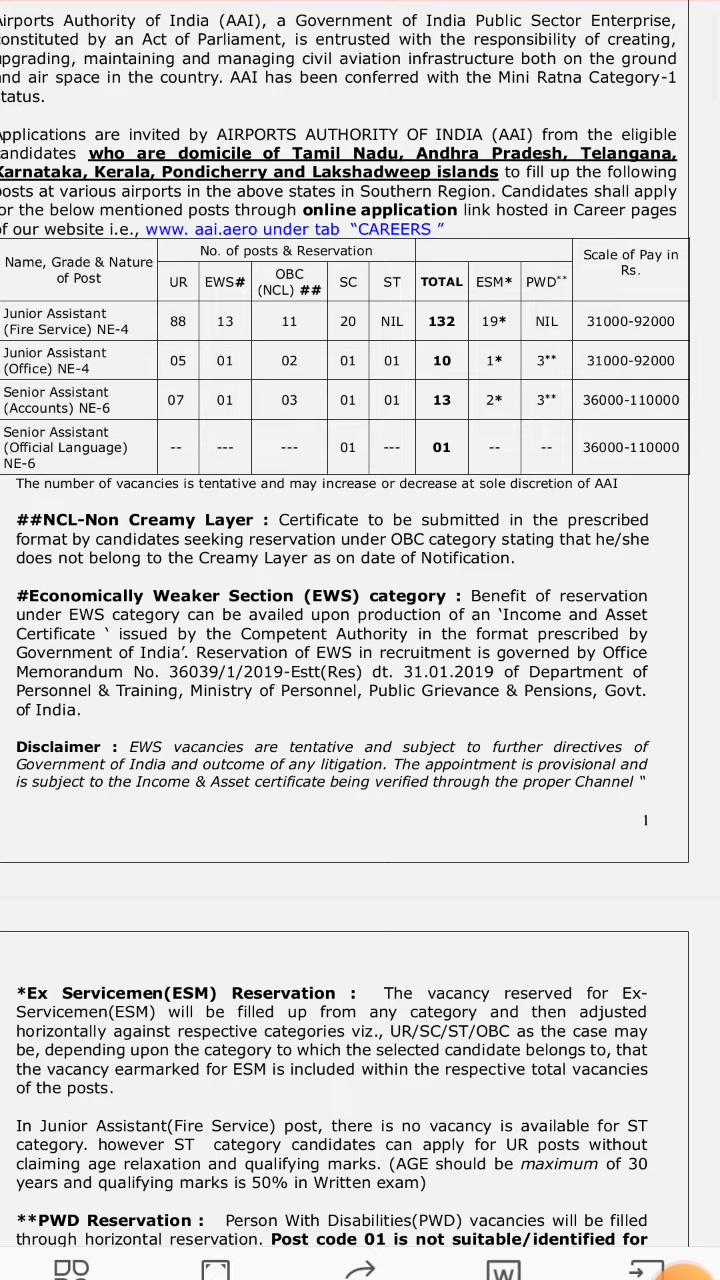 Airports Authority of India (AAI), a Government of India Public Sector Enterprise,
constituted by an Act of Parliament, is entrusted with the responsibility of creating,
upgrading, maintaining and managing civil aviation infrastructure both on the ground
and air space in the country. AAI has been conferred with the Mini Ratna Category-1
status.
Applications are invited by AIRPORTS AUTHORITY OF INDIA (AAI) from the eligible
candidates who are domicile of Tamil Nadu, Andhra Pradesh, Telangana,
Karnataka, Kerala, Pondicherry and Lakshadweep islands to fill up the following
posts at various airports in the above states in Southern Region. Candidates shall apply
for the below mentioned posts through online application link hosted in Career pages
of our website i.e., www. aai.aero under tab “CAREERS ”
Name, Grade & Nature of Post No. of posts & Reservation Scale of Pay in Rs.
UR EWS# OBC (NCL) ## SC ST TOTAL ESM* PWD**
Junior Assistant (Fire Service) NE-4 88 13 11 20 NIL 132 19* NIL 31000-92000
Junior Assistant (Office) NE-4 05 01 02 01 01 10 1* 3** 31000-92000
Senior Assistant (Accounts) NE-6 07 01 03 01 01 13 2* 3** 36000-110000
Senior Assistant (Official Language) NE-6 -- --- --- 01 --- 01 -- -- 36000-110000
The number of vacancies is tentative and may increase or decrease at sole discretion of AAI
##NCL-Non Creamy Layer : Certificate to be submitted in the prescribed
format by candidates seeking reservation under OBC category stating that he/she
does not belong to the Creamy Layer as on date of Notification.
#Economically Weaker Section (EWS) category : Benefit of reservation
under EWS category can be availed upon production of an ‘Income and Asset
Certificate ‘ issued by the Competent Authority in the format prescribed by
Government of India’. Reservation of EWS in recruitment is governed by Office
Memorandum No. 36039/1/2019-Estt(Res) dt. 31.01.2019 of Department of
Personnel & Training, Ministry of Personnel, Public Grievance & Pensions, Govt.
of India.
Disclaimer : EWS vacancies are tentative and subject to further directives of
Government of India and outcome of any litigation. The appointment is provisional and
is subject to the Income & Asset certificate being verified through the proper Channel “
1
*Ex Servicemen(ESM) Reservation : The vacancy reserved for Ex-
Servicemen(ESM) will be filled up from any category and then adjusted
horizontally against respective categories viz., UR/SC/ST/OBC as the case may
be, depending upon the category to which the selected candidate belongs to, that
the vacancy earmarked for ESM is included within the respective total vacancies
of the posts.
In Junior Assistant(Fire Service) post, there is no vacancy is available for ST
category. however ST category candidates can apply for UR posts without
claiming age relaxation and qualifying marks. (AGE should be maximum of 30
years and qualifying marks is 50% in Written exam)
**PWD Reservation : Person With Disabilities(PWD) vacancies will be filled
through horizontal reservation. Post code 01 is not suitable/identified for
W